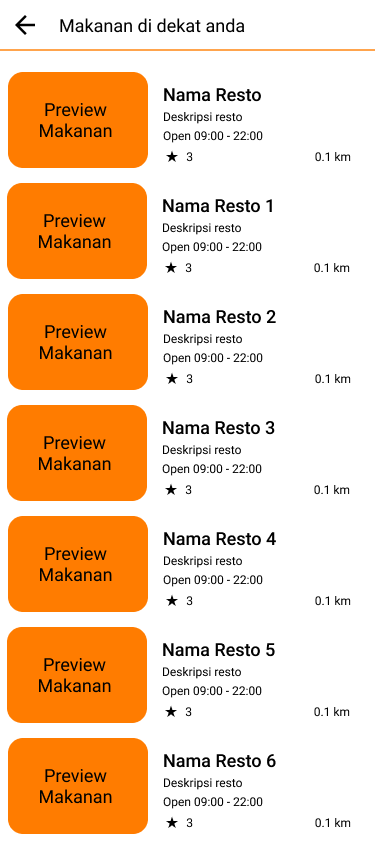 Makanan di dekat anda
Preview
Makanan
Nama Resto
Deskripsi resto
Open 09:00 - 22:00
★ 3 0.1 km
Preview
Makanan
Nama Resto 1
Deskripsi resto
Open 09:00 - 22:00
★ 3 0.1 km
Preview
Makanan
Nama Resto 2
Deskripsi resto
Open 09:00 - 22:00
★ 3 0.1 km
Preview
Makanan
Nama Resto 3
Deskripsi resto
Open 09:00 - 22:00
★ 3 0.1 km
Preview
Makanan
Nama Resto 4
Deskripsi resto
Open 09:00 - 22:00
★ 3 0.1 km
Preview
Makanan
Nama Resto 5
Deskripsi resto
Open 09:00 - 22:00
★ 3 0.1 km
Preview
Makanan
Nama Resto 6
Deskripsi resto
Open 09:00 - 22:00
★ 3 0.1 km